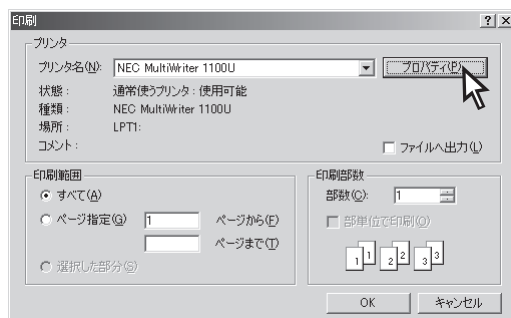 印刷
プリンタ
プリンタ名(N): NEC MultiWriter 1100U プロパティ(P)
状態: 通常使うプリンタ : 使用可能
種類: NEC MultiWriter 1100U
場所: LPT1:
コメント: ファイルへ出力(L)
印刷範囲
すべて(A)
ページ指定(G) 1 ページから(F)
ページまで(T)
選択した部分(S)
印刷部数
部数(C): 1
部単位で印刷(O)
1 1 2 2 3 3
OK キャンセル